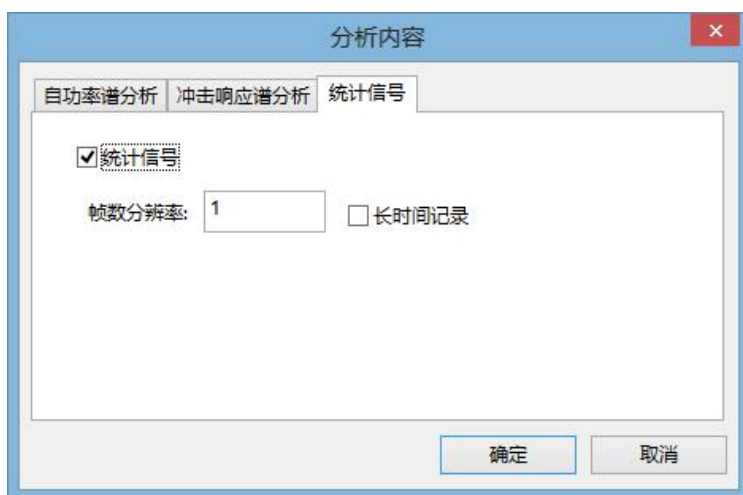 分析内容
自功率谱分析 冲击响应谱分析 统计信号
统计信号
帧数分辨率: 1 长时间记录
确定 取消